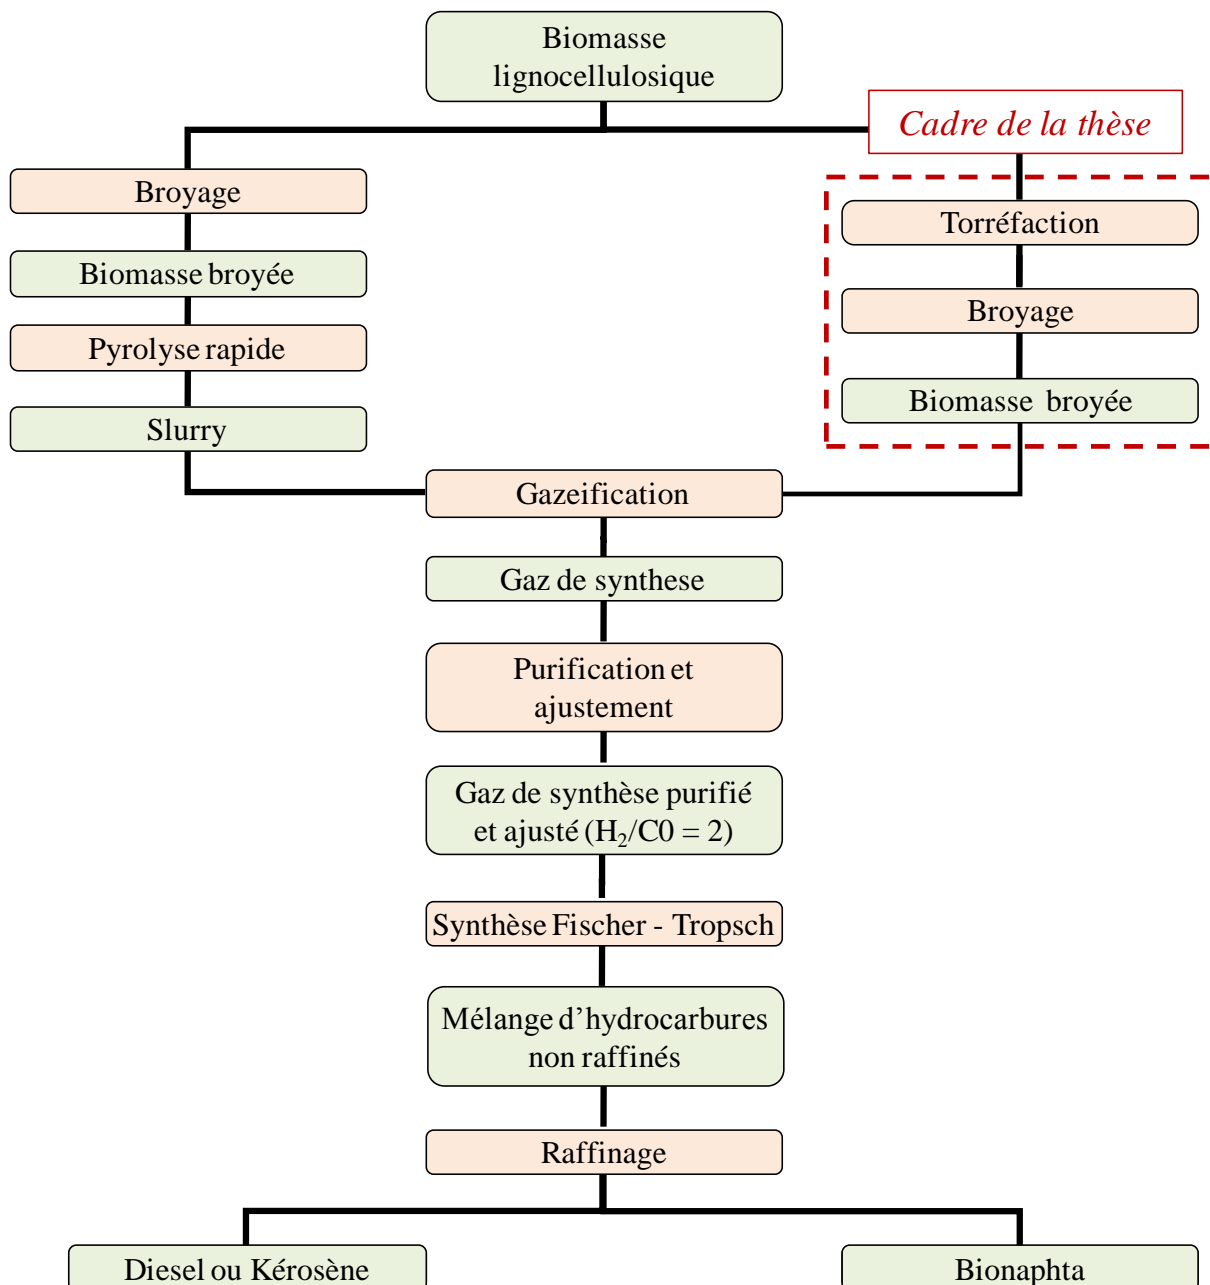 Biomasse
lignocellulosique
Cadre de la thèse
Broyage
Biomasse broyée
Pyrolyse rapide
Slurry
Torréfaction
Broyage
Biomasse broyée
Gazeification
Gaz de synthese
Purification et
ajustement
Gaz de synthèse purifié
et ajusté (H₂/C0 = 2)
Synthèse Fischer - Tropsch
Mélange d’hydrocarbures
non raffinés
Raffinage
Diesel ou Kérosène
Bionaphta